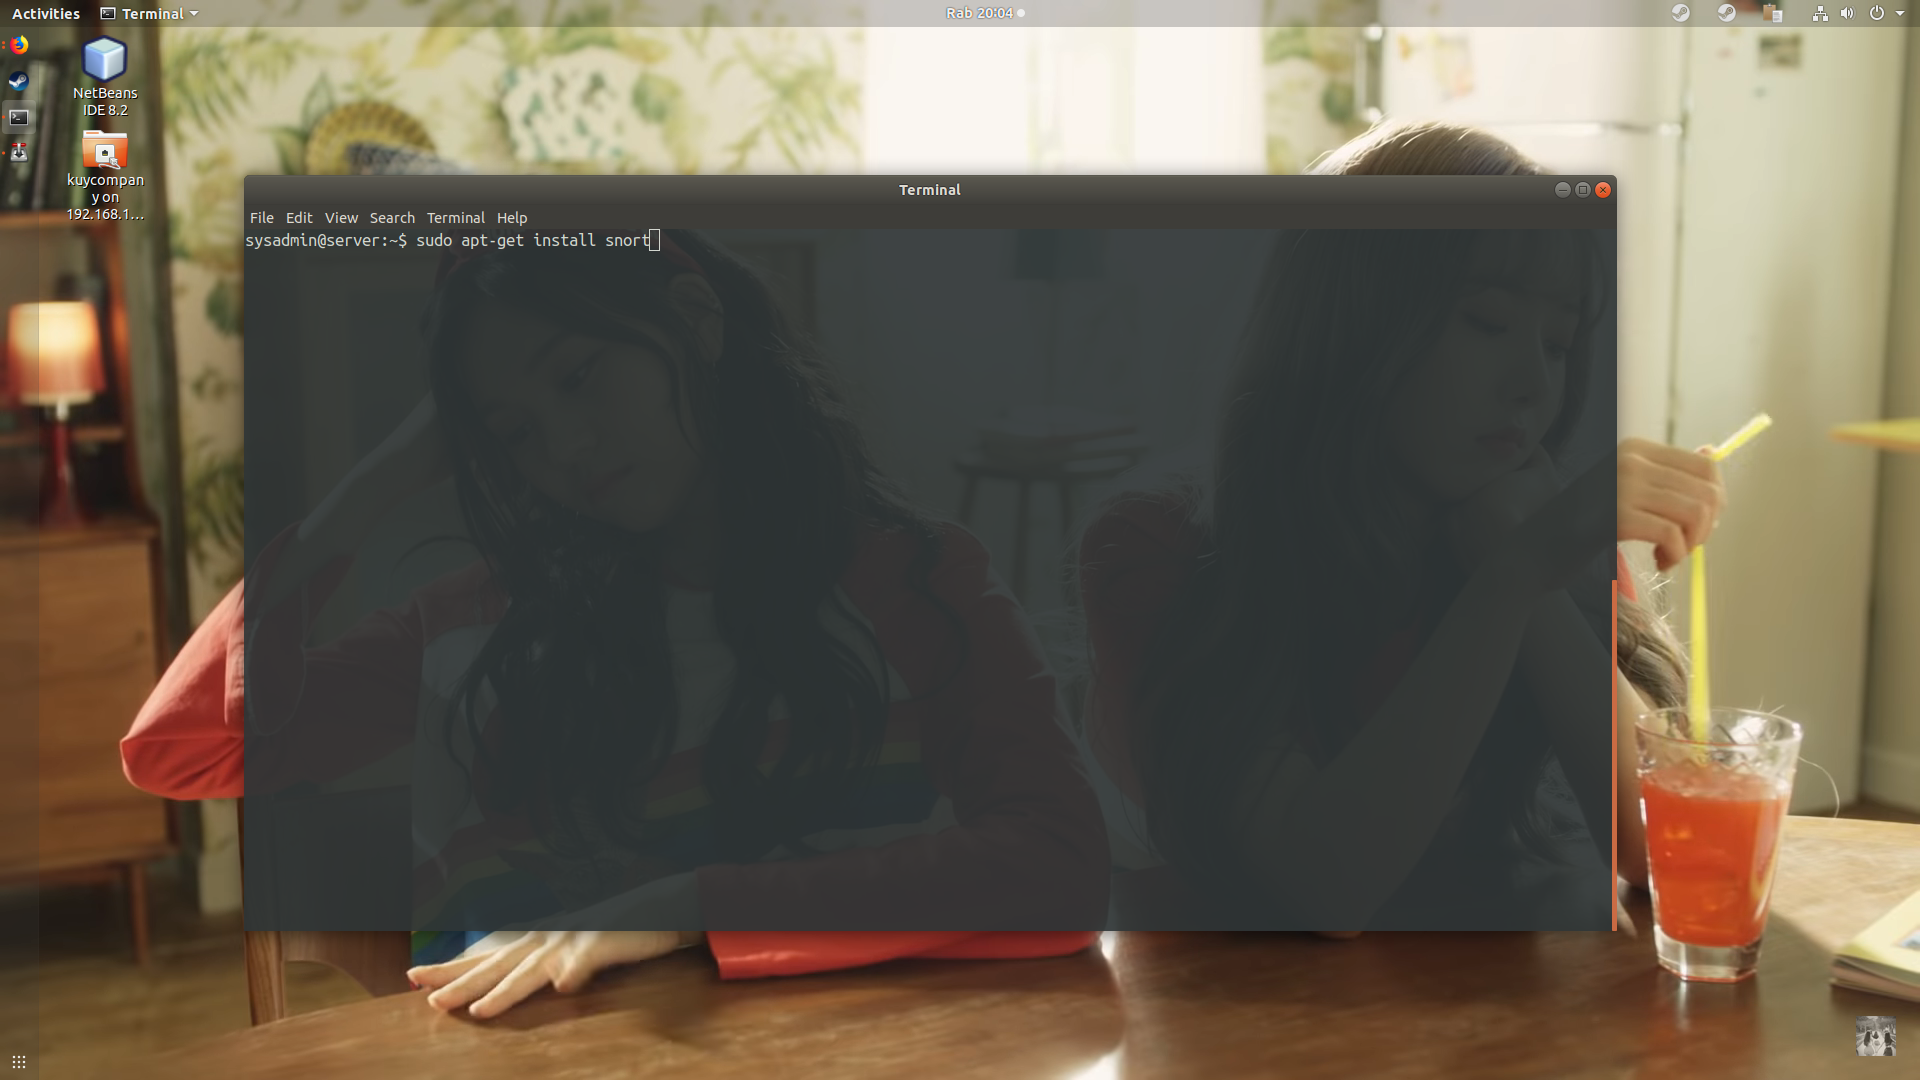 Activities Terminal Rab 20:04
NetBeans
IDE 8.2
kuycompan
y on
192.168.1…
Terminal
File Edit View Search Terminal Help
sysadmin@server:~$ sudo apt-get install snort